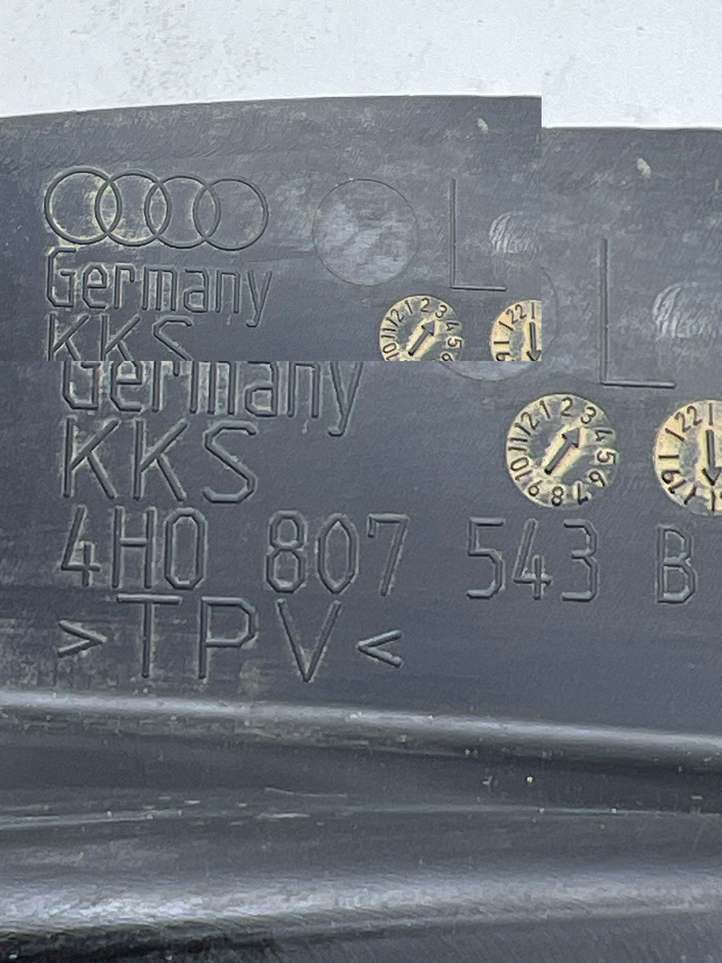 Germany
L
KKS
Germany
L
KKS
4H0 807 543 B
>TPV<